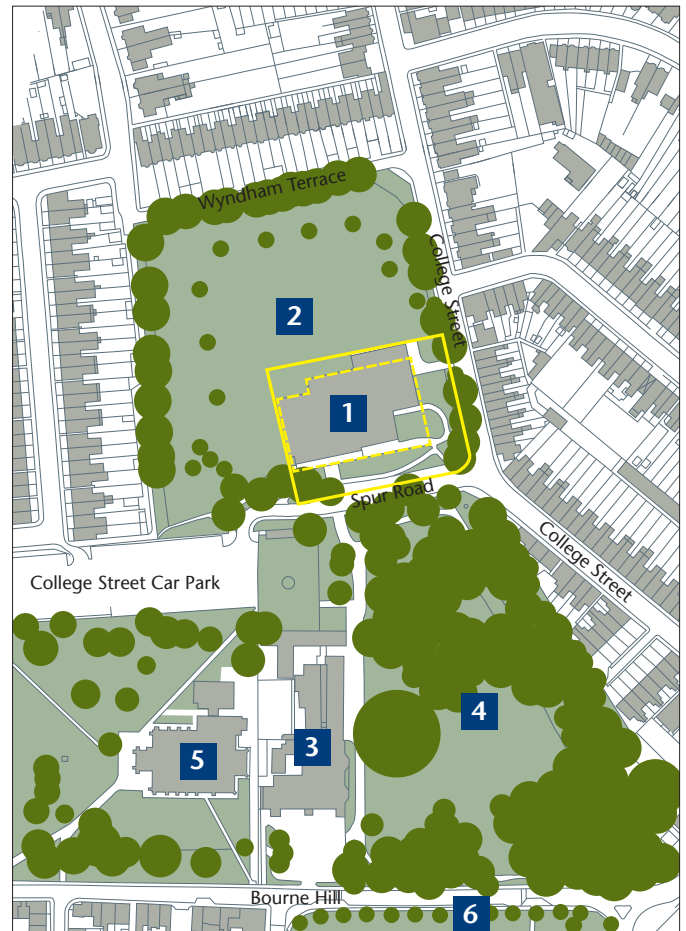 Wyndham Terrace
College Street
2
1
Spur Road
College Street
College Street Car Park
4
3
5
Bourne Hill
6